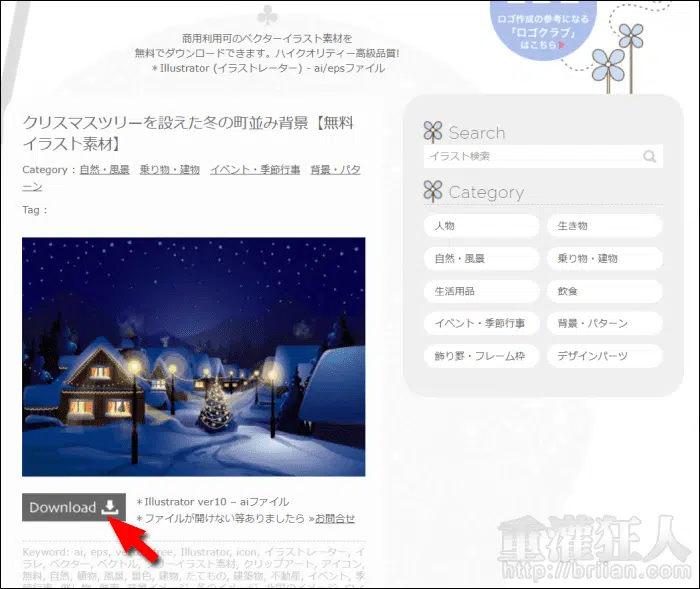 商用利用可のベクターイラスト素材を
無料でダウンロードできます。ハイクオリティー高級品質!
＊Illustrator (イラストレーター) - ai/epsファイル
ロゴ作成の参考になる
「ロゴクラブ」
はこちら
クリスマスツリーを設えた冬の町並み背景【無料
イラスト素材】
Category : 自然・風景 乗り物・建物 イベント・季節行事 背景・パタ
ーン
Tag :
Download
＊Illustrator ver10 – aiファイル
＊ファイルが開けない等ありましたら »お問合せ
Keyword: ai, eps, Illustrator, icon, イラストレーター, イ
ラレ, ベクター, ベクトル, イラスト素材, クリップアート, アイコン,
無料, 自然, 植物, 風景, 景色, 建物, たてもの, 建築物, 不動産, イベント, 季
Search
イラスト検索
Category
人物
生き物
自然・風景
乗り物・建物
生活用品
飲食
イベント・季節行事
背景・パターン
飾り罫・フレーム枠
デザインパーツ
重灌狂人
http://briian.com